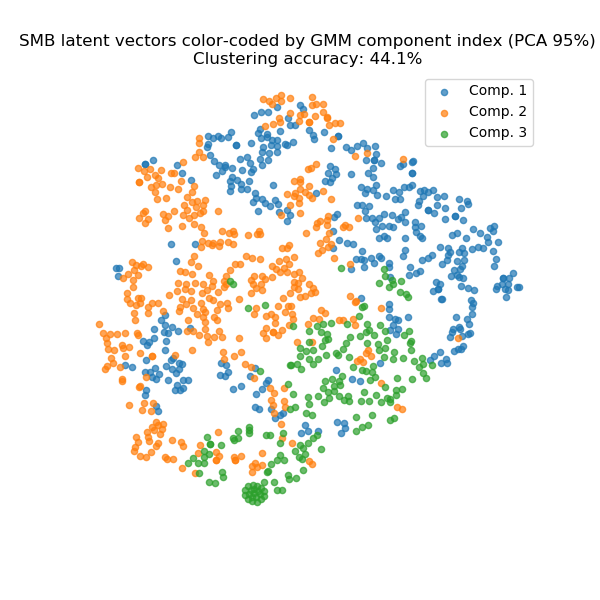 SMB latent vectors color-coded by GMM component index (PCA 95%)
Clustering accuracy: 44.1%
Comp. 1
Comp. 2
Comp. 3